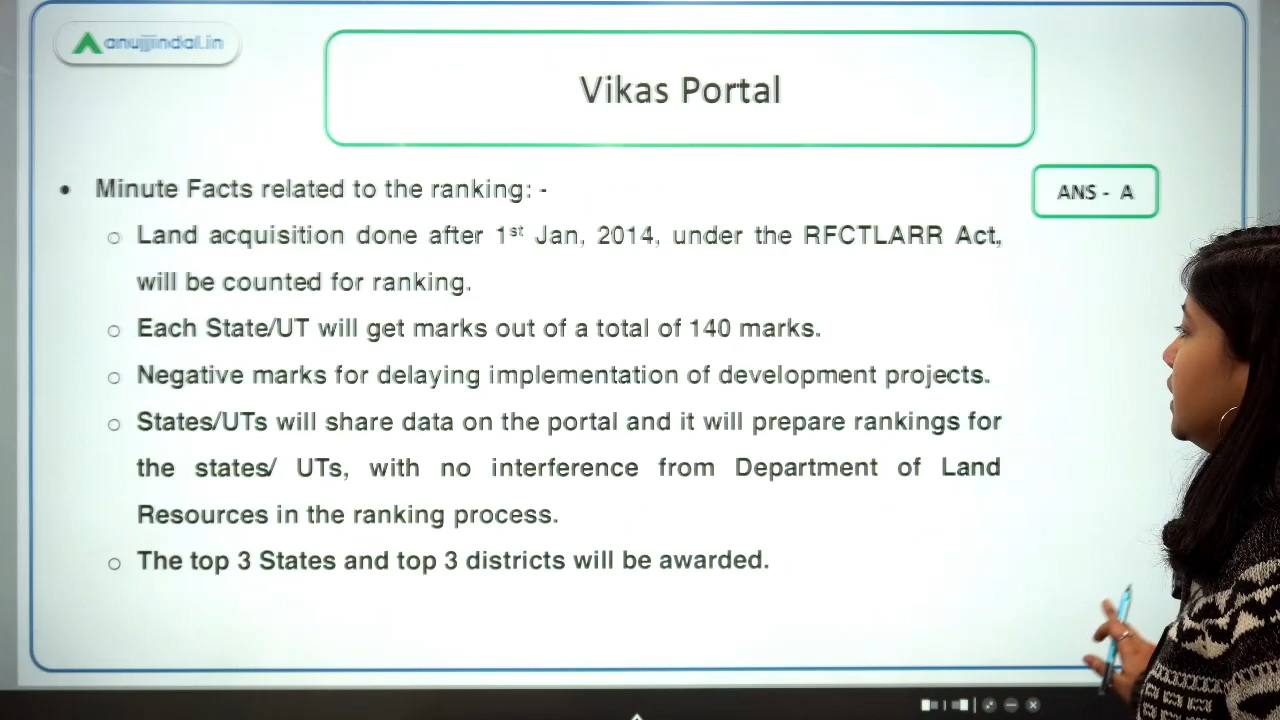 anujjindal.in
Vikas Portal
ANS - A
• Minute Facts related to the ranking: -
○ Land acquisition done after 1st Jan, 2014, under the RFCTLARR Act,
will be counted for ranking.
○ Each State/UT will get marks out of a total of 140 marks.
○ Negative marks for delaying implementation of development projects.
○ States/UTs will share data on the portal and it will prepare rankings for
the states/ UTs, with no interference from Department of Land
Resources in the ranking process.
○ The top 3 States and top 3 districts will be awarded.